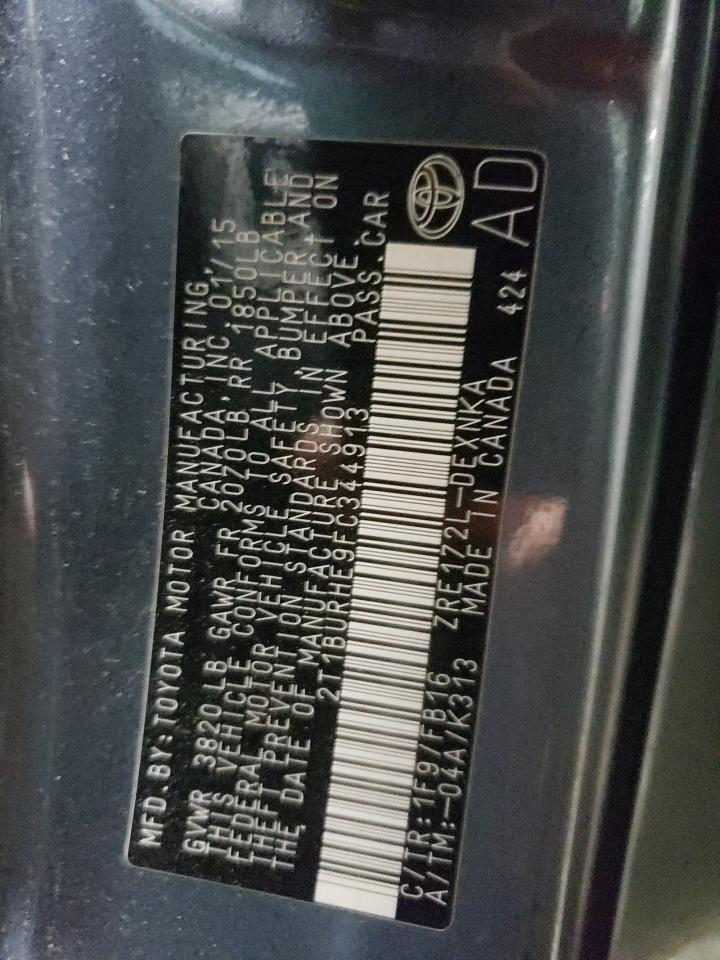 MFD.BY:TOYOTA MOTOR MANUFACTURING,
CANADA,INC. 01/15
GVWR 3820 LB GAWR FR 2070LB,RR 1850LB
THIS VEHICLE CONFORMS TO ALL APPLICABLE
FEDERAL MOTOR VEHICLE SAFETY,BUMPER,AND
THEFT PREVENTION STANDARDS IN EFFECT ON
THE DATE OF MANUFACTURE SHOWN ABOVE.
2T1BURHE9FC344913 PASS.CAR
C/TR:1F9/FB16 ZRE172L-DEXNKA
A/TM:-04A/K313 MADE IN CANADA 424 AD